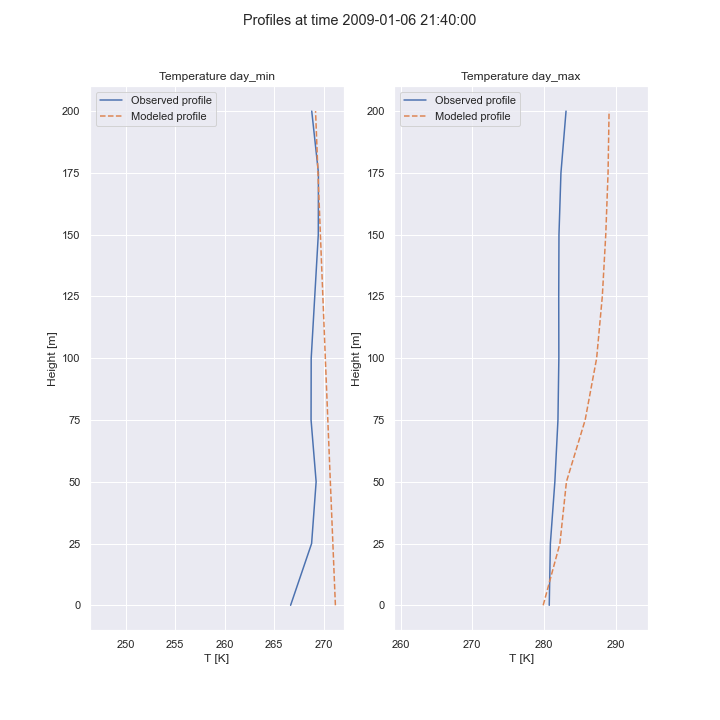 Profiles at time 2009-01-06 21:40:00
Temperature day_min
Observed profile
Modeled profile
200
175
150
125
100
75
50
25
0
Height [m]
250
255
260
265
270
T [K]
Temperature day_max
Observed profile
Modeled profile
200
175
150
125
100
75
50
25
0
Height [m]
260
270
280
290
T [K]